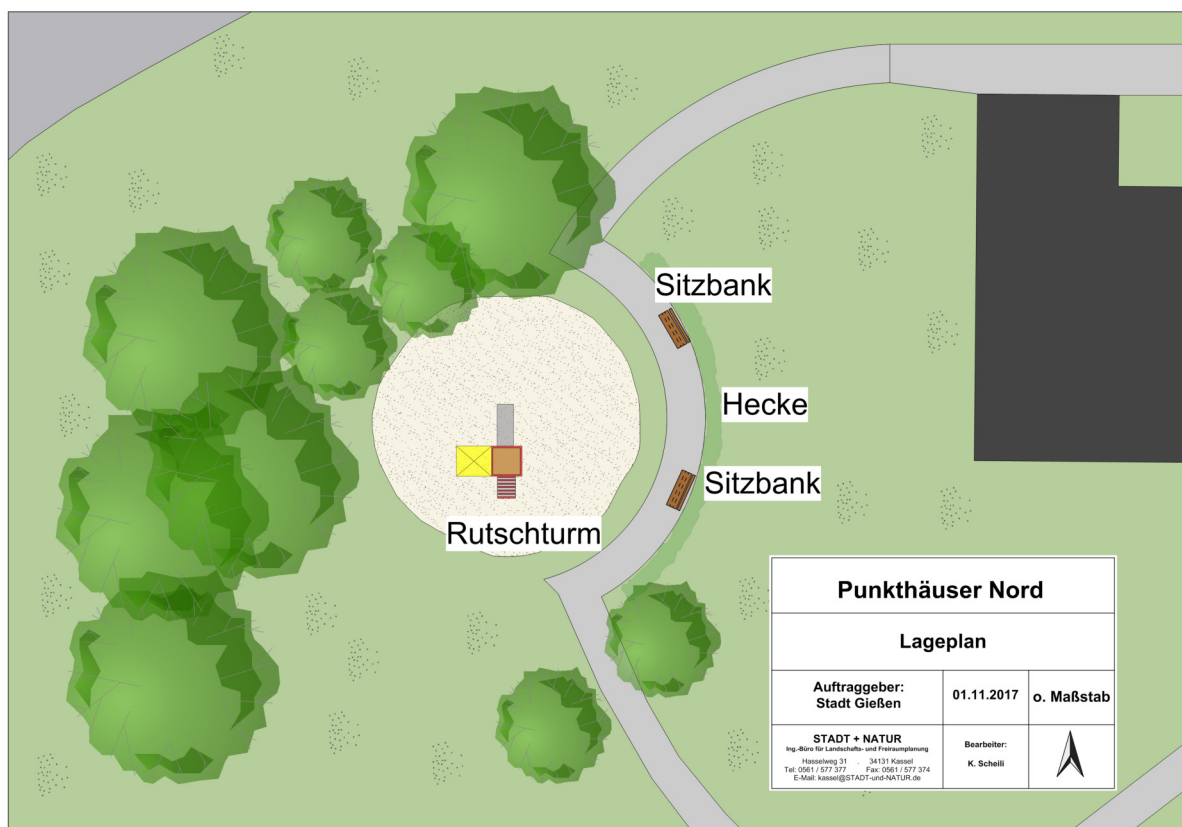 Sitzbank
Hecke
Sitzbank
Rutschturm
Punkthäuser Nord
Lageplan
Auftraggeber:
Stadt Gießen
01.11.2017
o. Maßstab
STADT + NATUR
Ing.-Büro für Landschafts- und Freiraumplanung
Hasselweg 31 . 34131 Kassel
Tel: 0561 / 577 377 Fax: 0561 / 577 374
E-Mail: kassel@STADT-und-NATUR.de
Bearbeiter:
K. Scheili